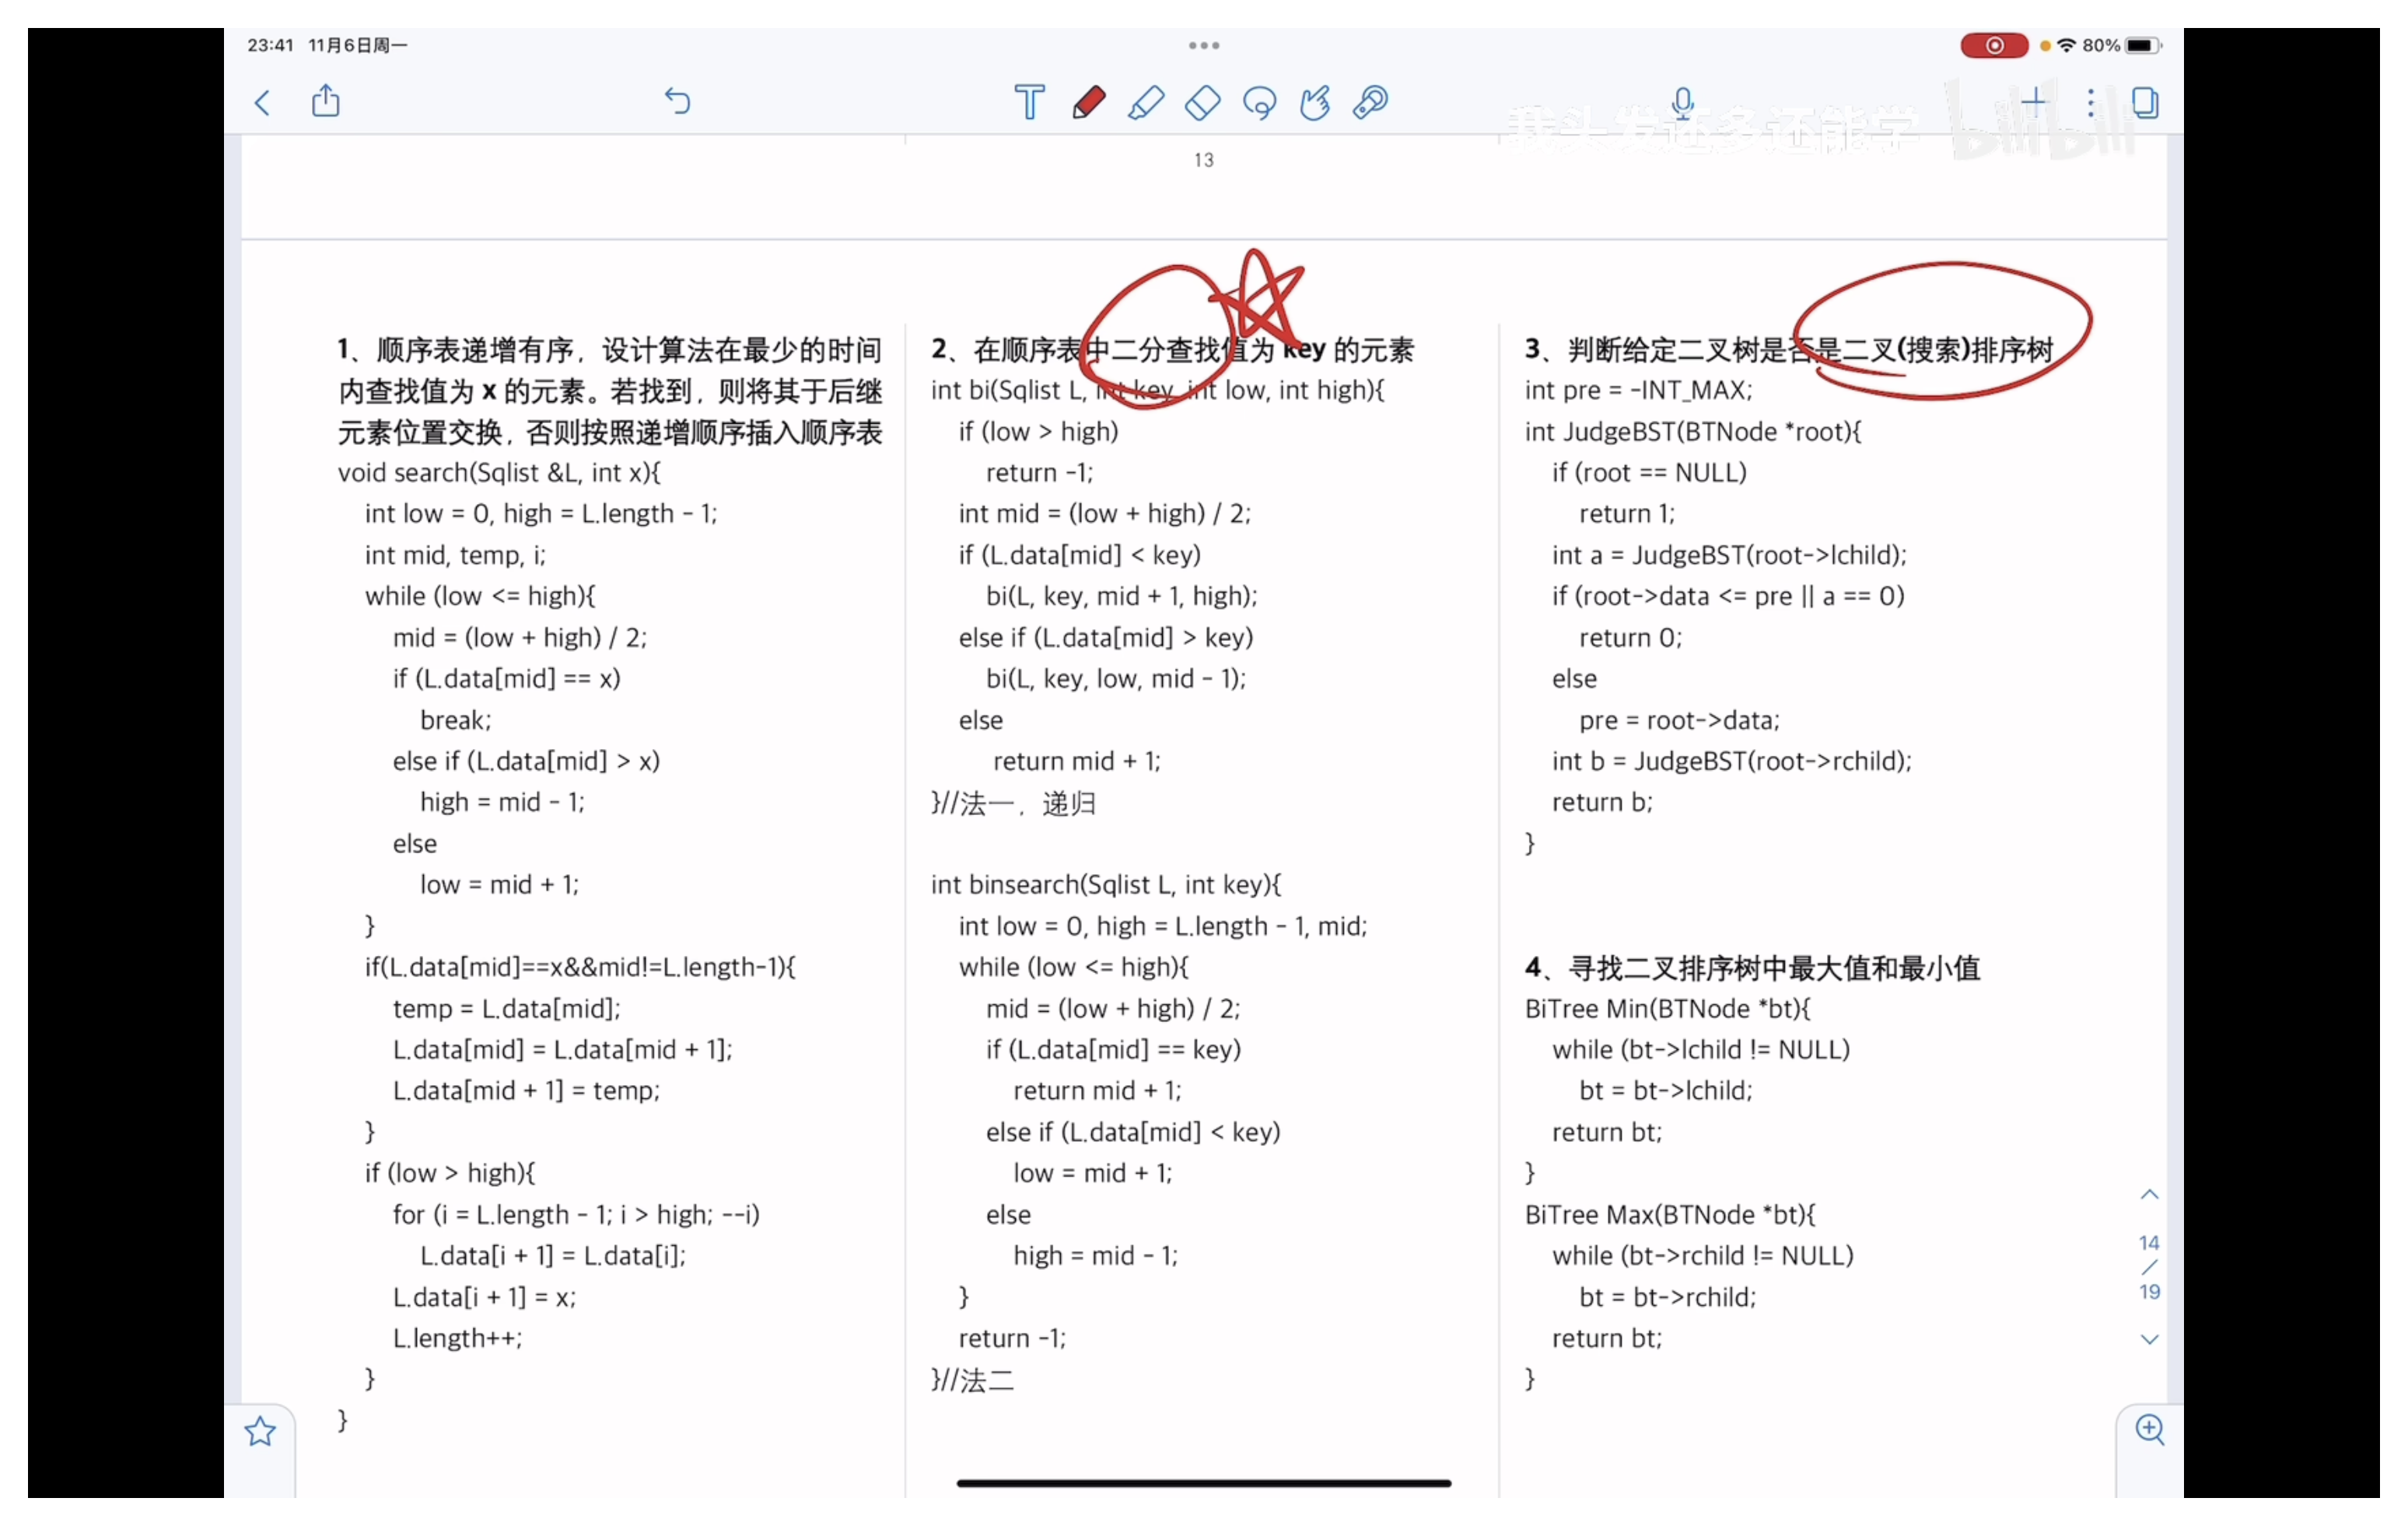 23:41 11月6日周一
80%
我头发还多还能学 bilibili
13
1、顺序表递增有序，设计算法在最少的时间
内查找值为 x 的元素。若找到，则将其于后继
元素位置交换，否则按照递增顺序插入顺序表
void search(Sqlist &L, int x){
int low = 0, high = L.length - 1;
int mid, temp, i;
while (low <= high){
mid = (low + high) / 2;
if (L.data[mid] == x)
break;
else if (L.data[mid] > x)
high = mid - 1;
else
low = mid + 1;
}
if(L.data[mid]==x&&mid!=L.length-1){
temp = L.data[mid];
L.data[mid] = L.data[mid + 1];
L.data[mid + 1] = temp;
}
if (low > high){
for (i = L.length - 1; i > high; --i)
L.data[i + 1] = L.data[i];
L.data[i + 1] = x;
L.length++;
}
}
2、在顺序表中二分查找值为 key 的元素
int bi(Sqlist L, int key, int low, int high){
if (low > high)
return -1;
int mid = (low + high) / 2;
if (L.data[mid] < key)
bi(L, key, mid + 1, high);
else if (L.data[mid] > key)
bi(L, key, low, mid - 1);
else
return mid + 1;
}//法一，递归
int binsearch(Sqlist L, int key){
int low = 0, high = L.length - 1, mid;
while (low <= high){
mid = (low + high) / 2;
if (L.data[mid] == key)
return mid + 1;
else if (L.data[mid] < key)
low = mid + 1;
else
high = mid - 1;
}
return -1;
}//法二
3、判断给定二叉树是否是二叉(搜索)排序树
int pre = -INT_MAX;
int JudgeBST(BTNode *root){
if (root == NULL)
return 1;
int a = JudgeBST(root->lchild);
if (root->data <= pre || a == 0)
return 0;
else
pre = root->data;
int b = JudgeBST(root->rchild);
return b;
}
4、寻找二叉排序树中最大值和最小值
BiTree Min(BTNode *bt){
while (bt->lchild != NULL)
bt = bt->lchild;
return bt;
}
BiTree Max(BTNode *bt){
while (bt->rchild != NULL)
bt = bt->rchild;
return bt;
}
14
/
19